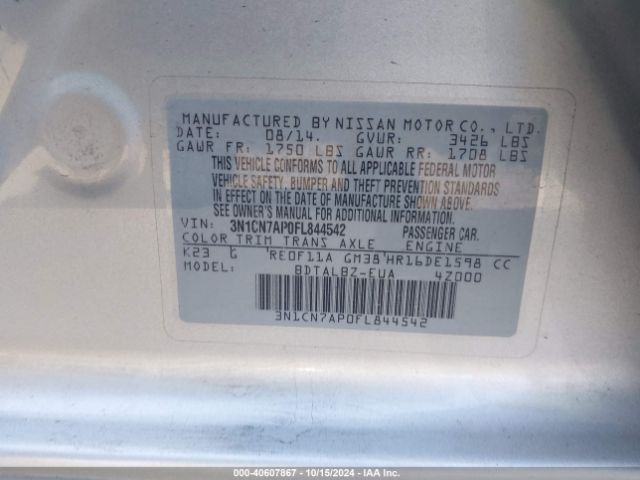 MANUFACTURED BY NISSAN MOTOR CO., LTD.
DATE: 08/14. GVUR: 3426 LBS
GAUR FR: 1750 LBS GAUR RR: 1708 LBS
THIS VEHICLE CONFORMS TO ALL APPLICABLE FEDERAL MOTOR
VEHICLE SAFETY, BUMPER AND THEFT PREVENTION STANDARDS
IN EFFECT ON THE DATE OF MANUFACTURE SHOWN ABOVE.
SEE OWNER'S MANUAL FOR ADDITIONAL INFORMATION.
VIN: 3N1CN7AP0FL844542 PASSENGER CAR.
COLOR TRIM TRANS AXLE ENGINE
K23 G RE0F11A GM38 HR16DE1598 CC
MODEL: BDTALBZ-EUA 4Z000
3N1CN7AP0FL844542
000-40607867 | 10/15/2024 | IAA Inc.